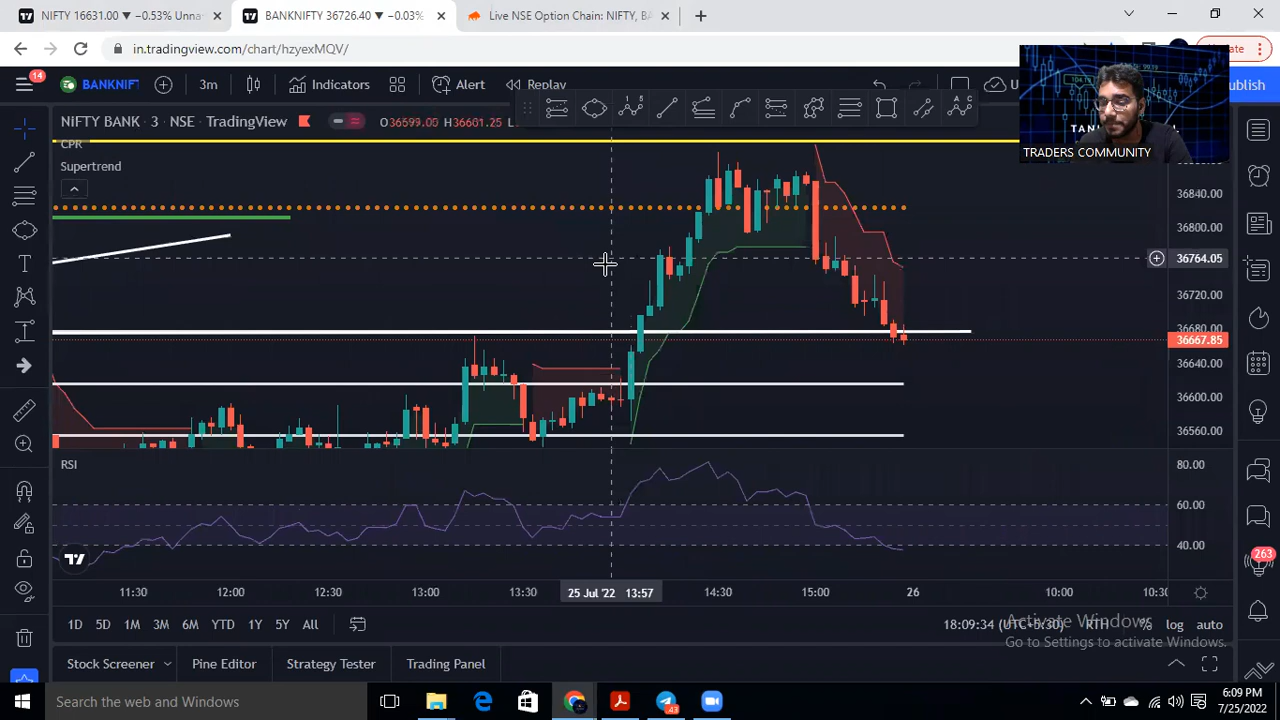 NIFTY 16631.00 ▼ −0.53% Unna
BANKNIFTY 36726.40 ▼ −0.03%
Live NSE Option Chain: NIFTY, BA
in.tradingview.com/chart/hzyexMQV/
14
BANKNIFT
3m
Indicators
Alert
Replay
U
ublish
NIFTY BANK · 3 · NSE · TradingView
O36599.05 H36601.25 L
CPR
Supertrend
TRADERS COMMUNITY
36840.00
36800.00
36764.05
36720.00
36680.00
36667.85
36640.00
36600.00
36560.00
RSI
80.00
60.00
40.00
263
11:30
12:00
12:30
13:00
13:30
25 Jul '22 13:57
14:30
15:00
26
10:00
10:30
1D
5D
1M
3M
6M
YTD
1Y
5Y
All
18:09:34 (UTC+5:30)
RTH
%
log
auto
Activate Windows
Go to Settings to activate Windows.
Stock Screener
Pine Editor
Strategy Tester
Trading Panel
Search the web and Windows
43
6:09 PM
7/25/2022